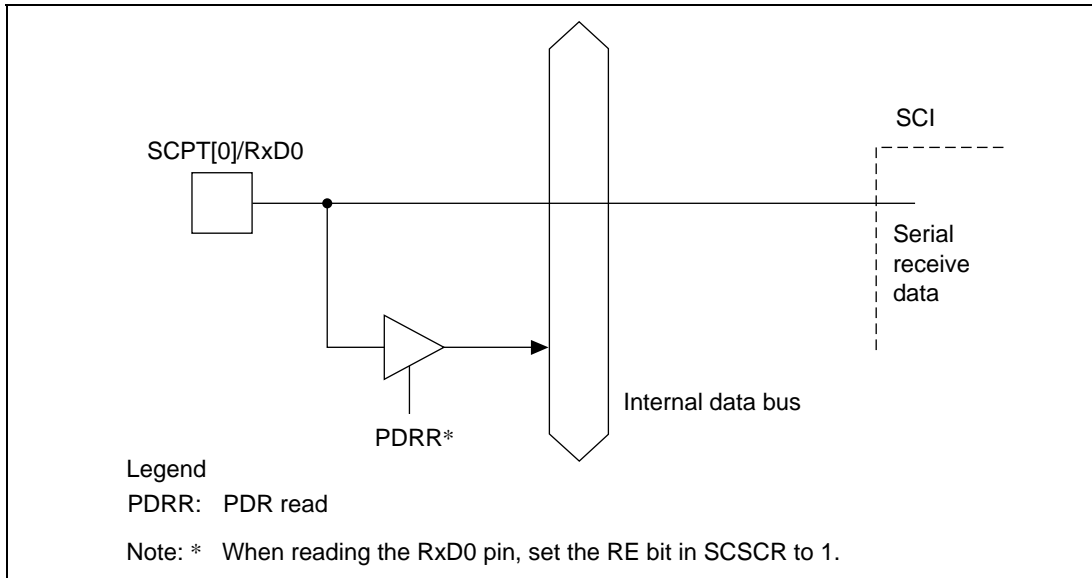 SCI
SCPT[0]/RxD0
Serial
receive
data
Internal data bus
PDRR*
Legend
PDRR: PDR read
Note: * When reading the RxD0 pin, set the RE bit in SCSCR to 1.